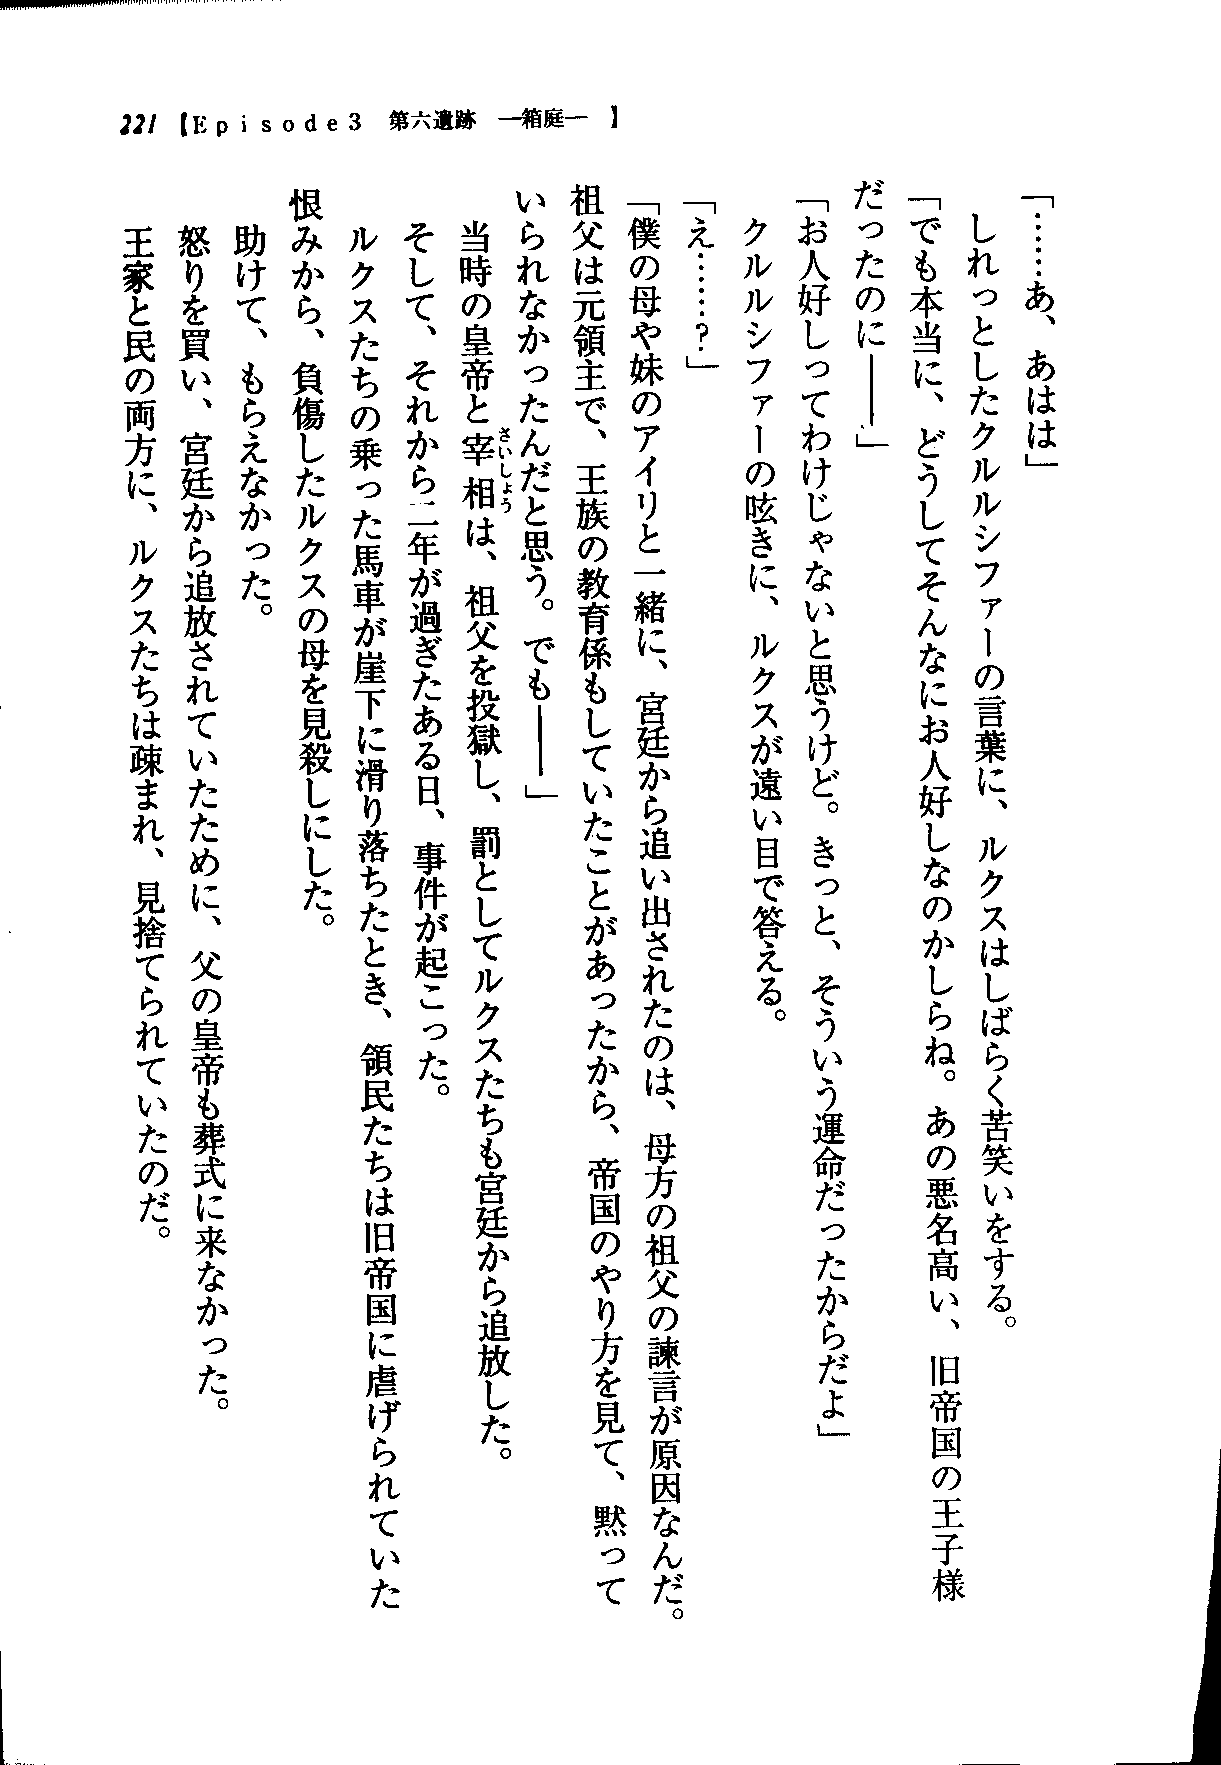 221 【Episode3　第六遺跡　―箱庭―　】
「……あ、あはは」
しれっとしたクルルシファーの言葉に、ルクスはしばらく苦笑いをする。
「でも本当に、どうしてそんなにお人好しなのかしらね。あの悪名高い、旧帝国の王子様
だったのに――」
「お人好しってわけじゃないと思うけど。きっと、そういう運命だったからだよ」
クルルシファーの呟きに、ルクスが遠い目で答える。
「え……？」
「僕の母や妹のアイリと一緒に、宮廷から追い出されたのは、母方の祖父の諫言が原因なんだ。
祖父は元領主で、王族の教育係もしていたことがあったから、帝国のやり方を見て、黙って
いられなかったんだと思う。でも――」
当時の皇帝と宰相は、祖父を投獄し、罰としてルクスたちも宮廷から追放した。
さいしょう
そして、それから二年が過ぎたある日、事件が起こった。
ルクスたちの乗った馬車が崖下に滑り落ちたとき、領民たちは旧帝国に虐げられていた
恨みから、負傷したルクスの母を見殺しにした。
助けて、もらえなかった。
怒りを買い、宮廷から追放されていたために、父の皇帝も葬式に来なかった。
王家と民の両方に、ルクスたちは疎まれ、見捨てられていたのだ。